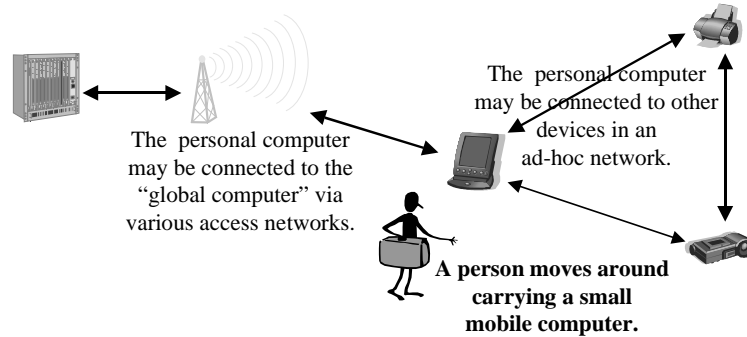 The personal computer
may be connected to the
“global computer” via
various access networks.
The personal computer
may be connected to other
devices in an
ad-hoc network.
A person moves around
carrying a small
mobile computer.